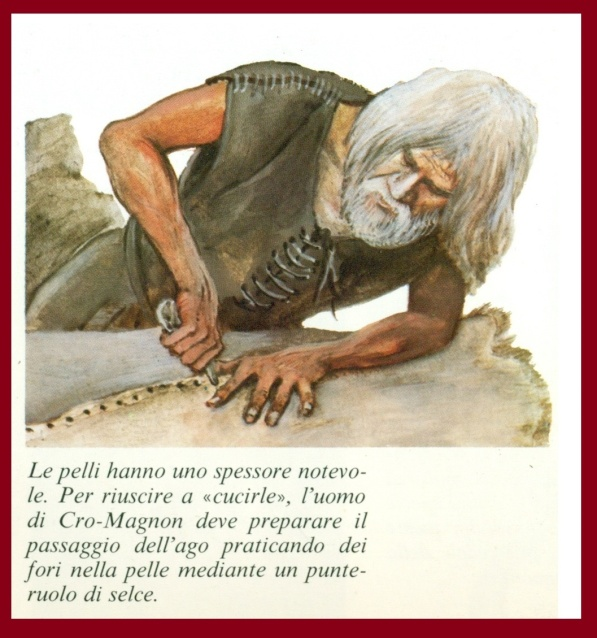 Le pelli hanno uno spessore notevo-
le. Per riuscire a «cucirle», l'uomo
di Cro-Magnon deve preparare il
passaggio dell'ago praticando dei
fori nella pelle mediante un punte-
ruolo di selce.